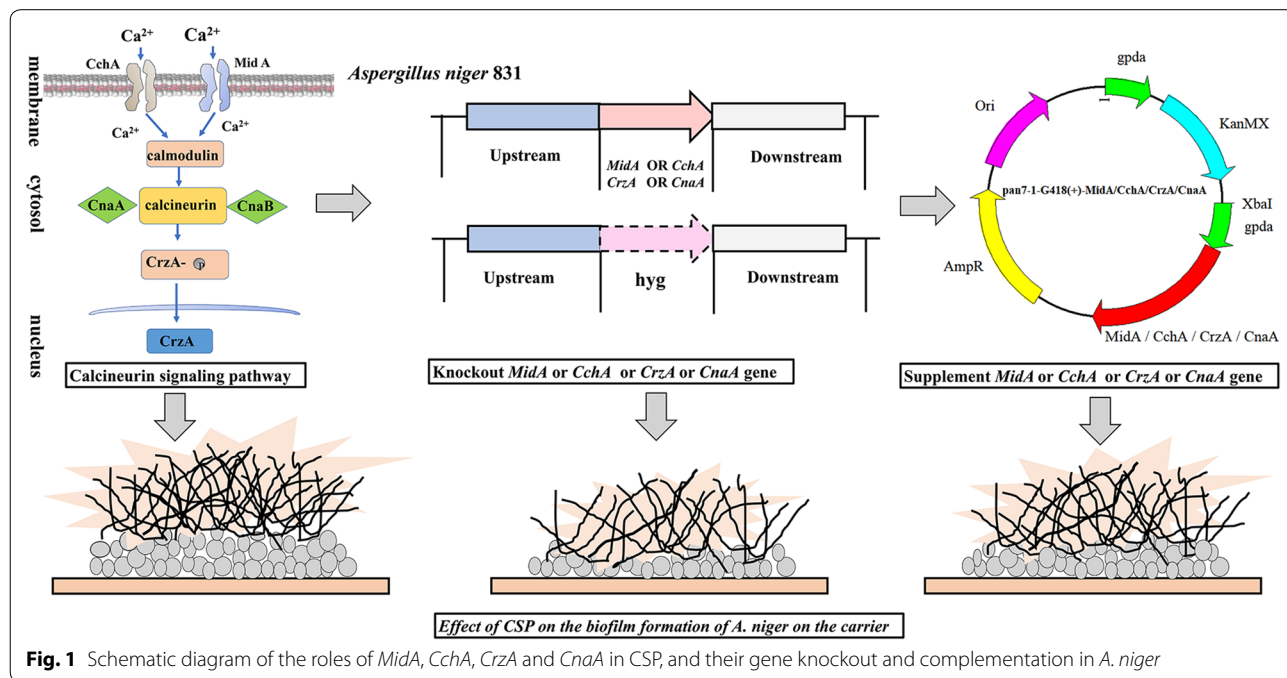 Ca2+
Ca2+
CchA
Mid A
membrane
Ca2+
Ca2+
calmodulin
cytosol
CnaA
calcineurin
CnaB
CrzA- p
nucleus
CrzA
Calcineurin signaling pathway
Aspergillus niger 831
Upstream
MidA OR CchA
CrzA OR CnaA
Downstream
Upstream
hyg
Downstream
Knockout MidA or CchA or CrzA or CnaA gene
gpda
1
Ori
KanMX
pan7-1-G418(+)-MidA/CchA/CrzA/CnaA
XbaI
gpda
AmpR
MidA / CchA / CrzA / CnaA
Supplement MidA or CchA or CrzA or CnaA gene
Effect of CSP on the biofilm formation of A. niger on the carrier
Fig. 1 Schematic diagram of the roles of MidA, CchA, CrzA and CnaA in CSP, and their gene knockout and complementation in A. niger